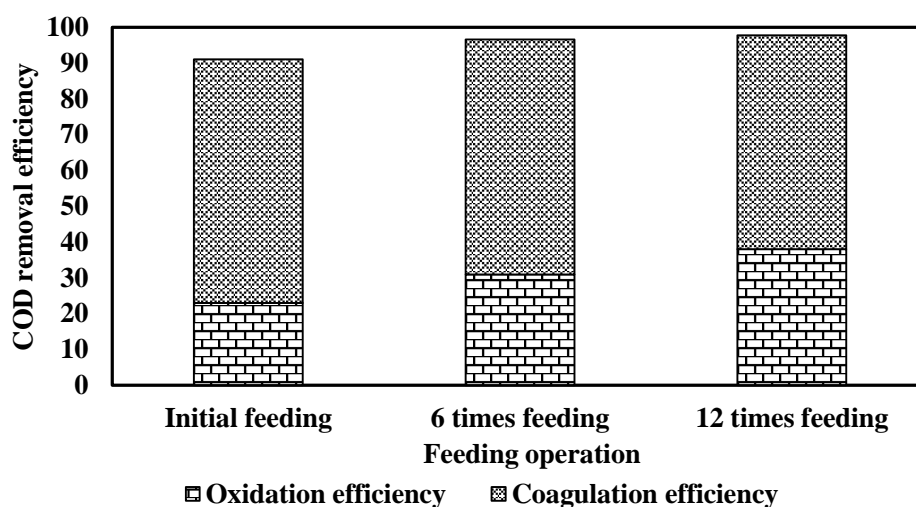 COD removal efficiency
100
90
80
70
60
50
40
30
20
10
0
Initial feeding 6 times feeding 12 times feeding
Feeding operation
Oxidation efficiency Coagulation efficiency